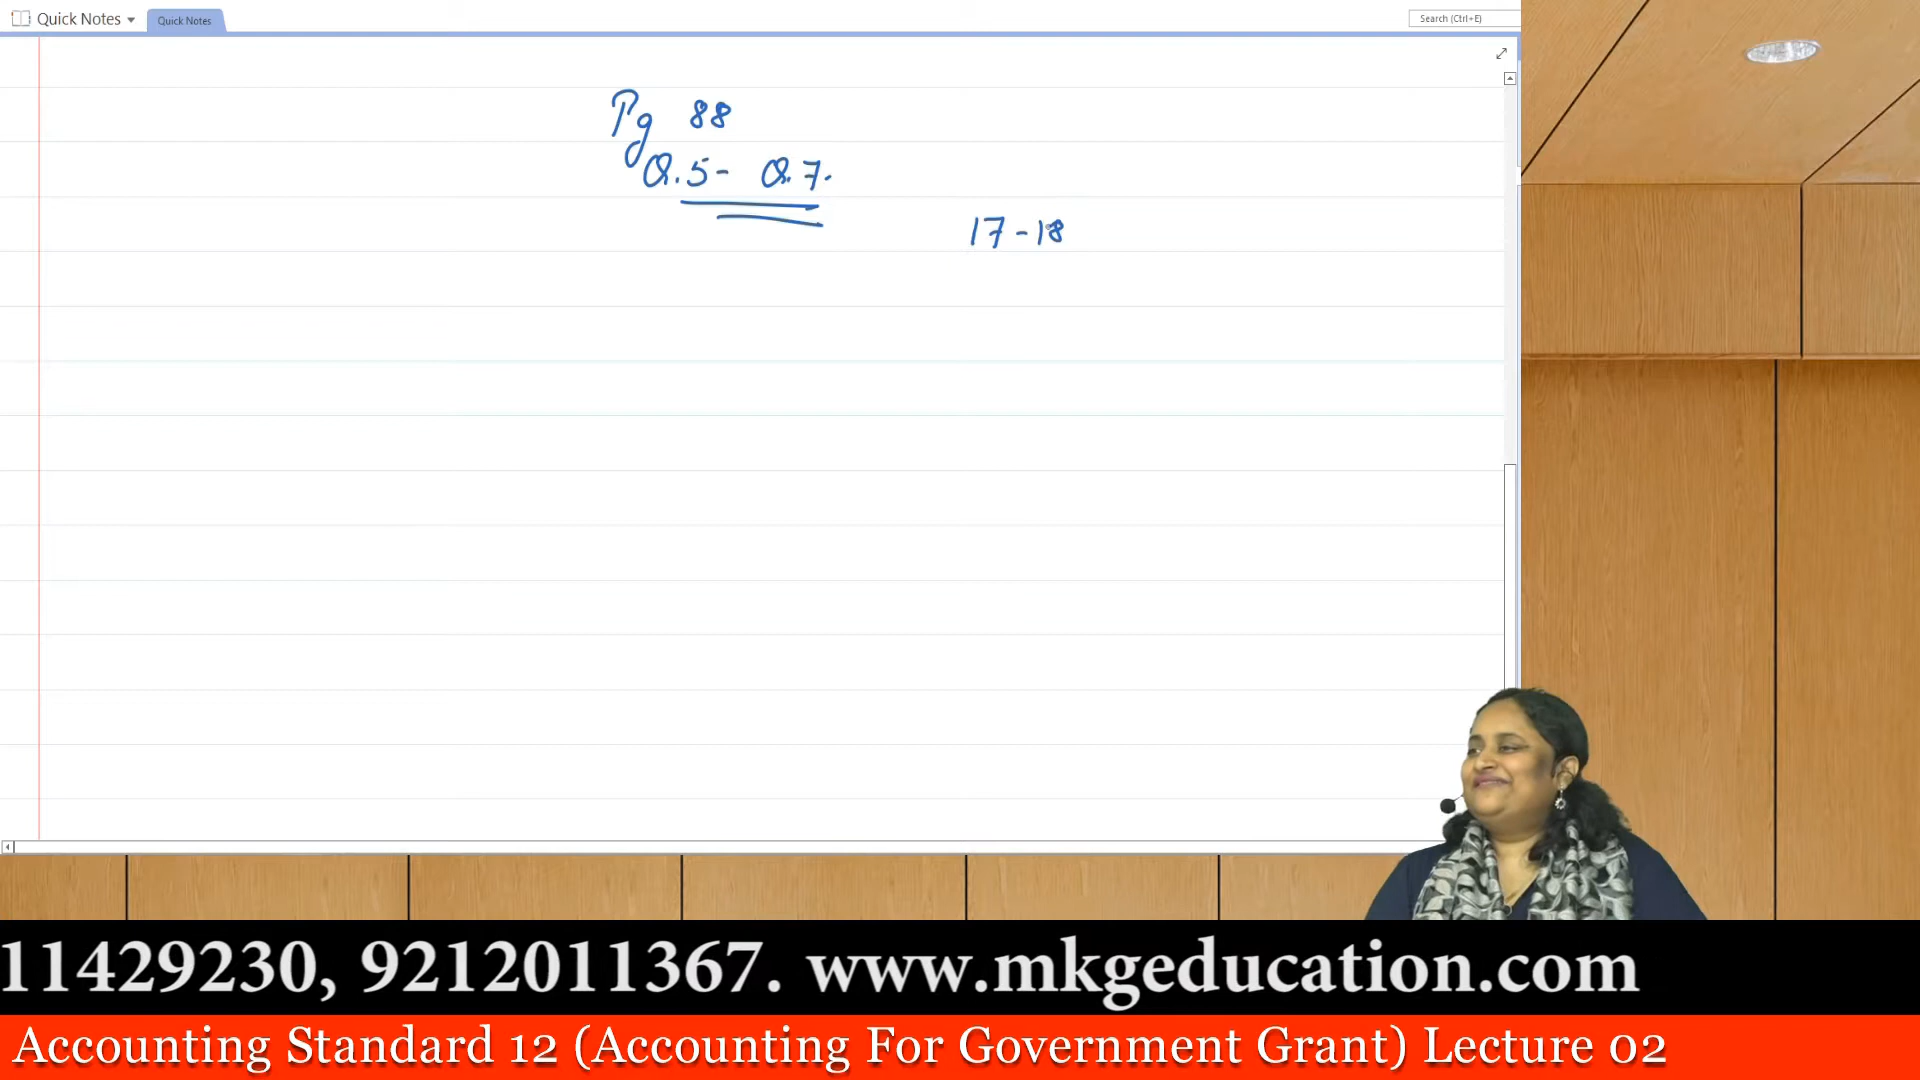 Quick Notes
Quick Notes
Search (Ctrl+E)
Pg 88
Q.5- Q.7.
17-18
11429230, 9212011367. www.mkgeducation.com
Accounting Standard 12 (Accounting For Government Grant) Lecture 02